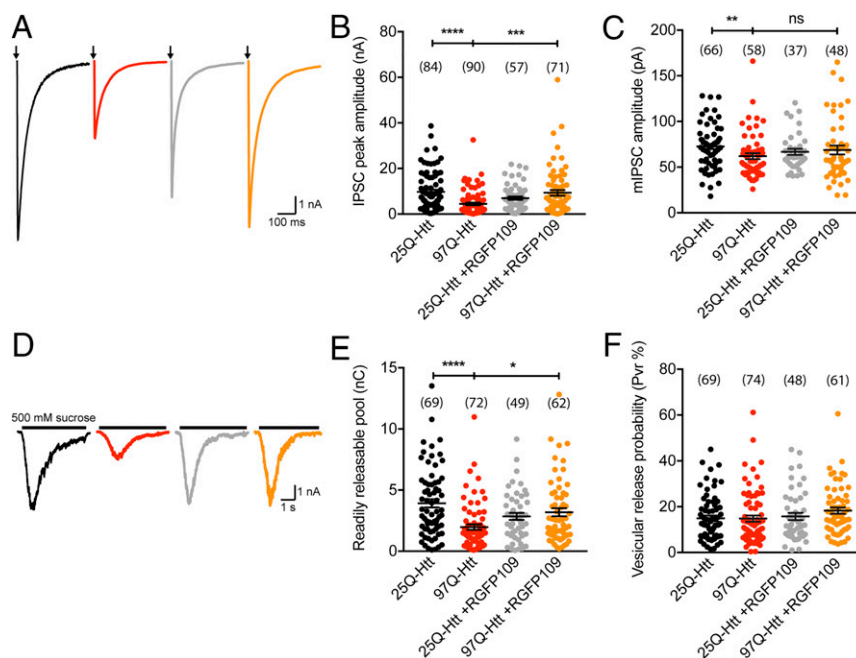 A
1 nA
100 ms
B
IPSC peak amplitude (nA)
80
60
40
20
0
**** ***
(84) (90) (57) (71)
25Q-Htt
97Q-Htt
25Q-Htt +RGFP109
97Q-Htt +RGFP109
C
mIPSC amplitude (pA)
200
150
100
50
0
** ns
(66) (58) (37) (48)
25Q-Htt
97Q-Htt
25Q-Htt +RGFP109
97Q-Htt +RGFP109
D
500 mM sucrose
1 nA
1 s
E
Readily releasable pool (nC)
15
10
5
0
**** *
(69) (72) (49) (62)
25Q-Htt
97Q-Htt
25Q-Htt +RGFP109
97Q-Htt +RGFP109
F
Vesicular release probability (Pvr %)
80
60
40
20
0
(69) (74) (48) (61)
25Q-Htt
97Q-Htt
25Q-Htt +RGFP109
97Q-Htt +RGFP109